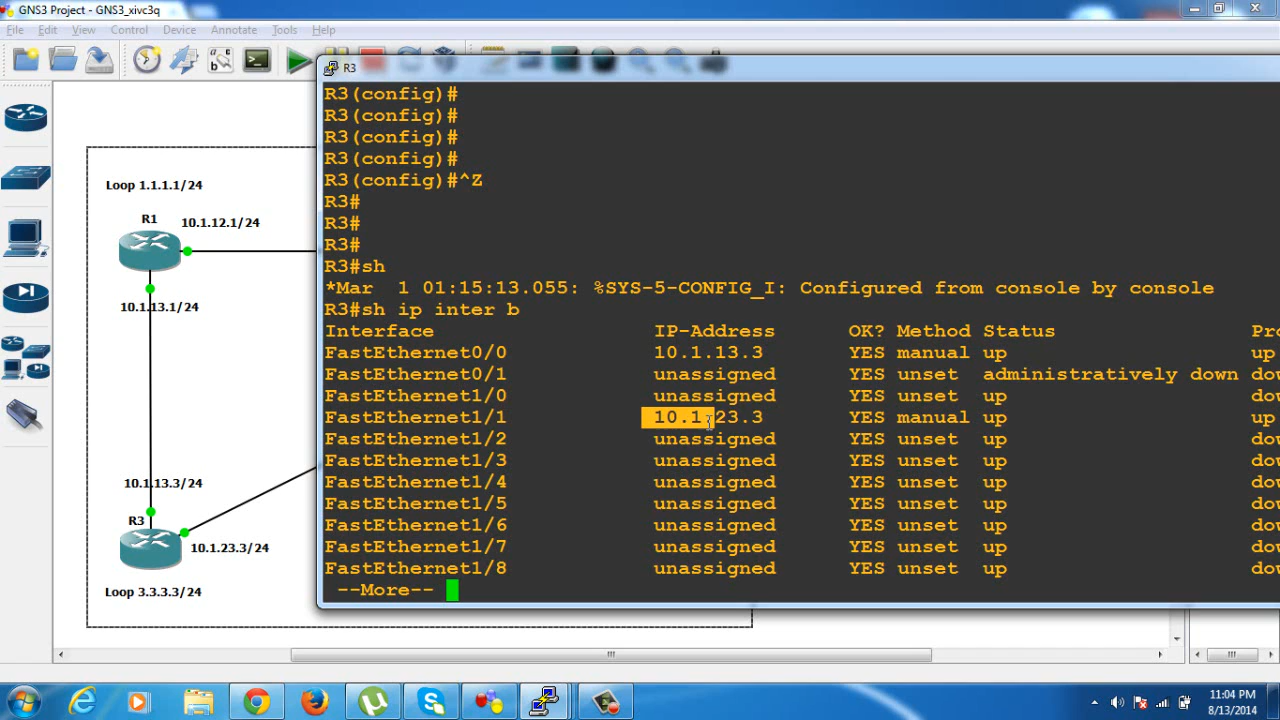 GNS3 Project - GNS3_xivc3q
File Edit View Control Device Annotate Tools Help
R3
R3(config)#
R3(config)#
R3(config)#
R3(config)#
R3(config)#^Z
R3#
R3#
R3#
R3#sh
*Mar 1 01:15:13.055: %SYS-5-CONFIG_I: Configured from console by console
R3#sh ip inter b
Interface IP-Address OK? Method Status Pro
FastEthernet0/0 10.1.13.3 YES manual up up
FastEthernet0/1 unassigned YES unset administratively down dow
FastEthernet1/0 unassigned YES unset up dow
FastEthernet1/1 10.1.23.3 YES manual up up
FastEthernet1/2 unassigned YES unset up dow
FastEthernet1/3 unassigned YES unset up dow
FastEthernet1/4 unassigned YES unset up dow
FastEthernet1/5 unassigned YES unset up dow
FastEthernet1/6 unassigned YES unset up dow
FastEthernet1/7 unassigned YES unset up dow
FastEthernet1/8 unassigned YES unset up dow
--More--
Loop 1.1.1.1/24
R1
10.1.12.1/24
10.1.13.1/24
10.1.13.3/24
R3
10.1.23.3/24
Loop 3.3.3.3/24
11:04 PM
8/13/2014